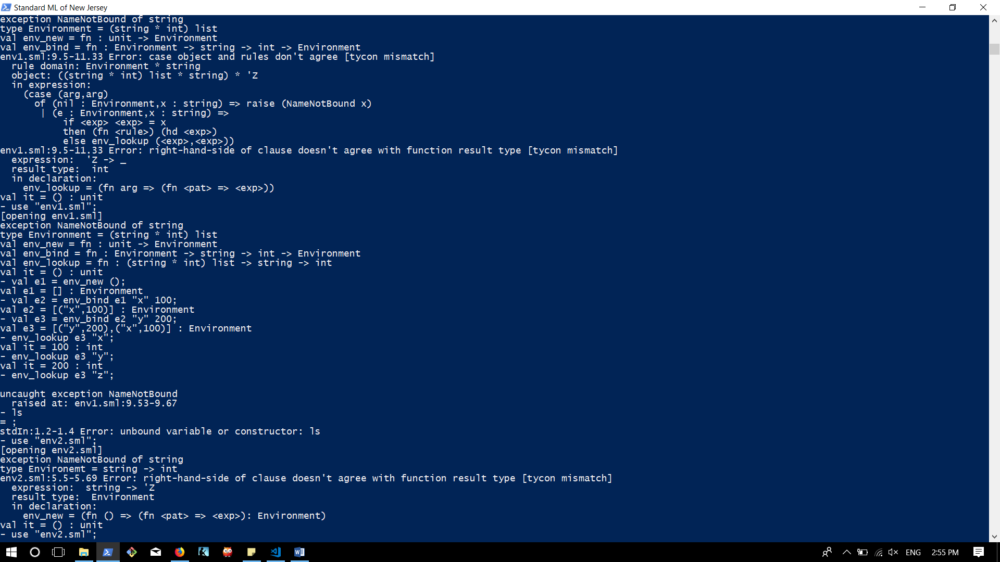 Standard ML of New Jersey
exception NameNotBound of string
type Environment = (string * int) list
val env_new = fn : unit -> Environment
val env_bind = fn : Environment -> string -> int -> Environment
env1.sml:9.5-11.33 Error: case object and rules don't agree [tycon mismatch]
  rule domain: Environment * string
  object: ((string * int) list * string) * 'Z
  in expression:
    (case (arg,arg)
      of (nil : Environment,x : string) => raise (NameNotBound x)
       | (e : Environment,x : string) =>
           if <exp> <exp> = x
           then (fn <rule>) (hd <exp>)
           else env_lookup (<exp>,<exp>))
env1.sml:9.5-11.33 Error: right-hand-side of clause doesn't agree with function result type [tycon mismatch]
  expression:  'Z -> _
  result type:  int
  in declaration:
    env_lookup = (fn arg => (fn <pat> => <exp>))
val it = () : unit
- use "env1.sml";
[opening env1.sml]
exception NameNotBound of string
type Environment = (string * int) list
val env_new = fn : unit -> Environment
val env_bind = fn : Environment -> string -> int -> Environment
val env_lookup = fn : (string * int) list -> string -> int
val it = () : unit
- val e1 = env_new ();
val e1 = [] : Environment
- val e2 = env_bind e1 "x" 100;
val e2 = [("x",100)] : Environment
- val e3 = env_bind e2 "y" 200;
val e3 = [("y",200),("x",100)] : Environment
- env_lookup e3 "x";
val it = 100 : int
- env_lookup e3 "y";
val it = 200 : int
- env_lookup e3 "z";
uncaught exception NameNotBound
  raised at: env1.sml:9.53-9.67
- ls
= ;
stdIn:1.2-1.4 Error: unbound variable or constructor: ls
- use "env2.sml";
[opening env2.sml]
exception NameNotBound of string
type Environemt = string -> int
env2.sml:5.5-5.69 Error: right-hand-side of clause doesn't agree with function result type [tycon mismatch]
  expression:  string -> 'Z
  result type:  Environment
  in declaration:
    env_new = (fn () => (fn <pat> => <exp>): Environment)
val it = () : unit
- use "env2.sml";
ENG 2:55 PM